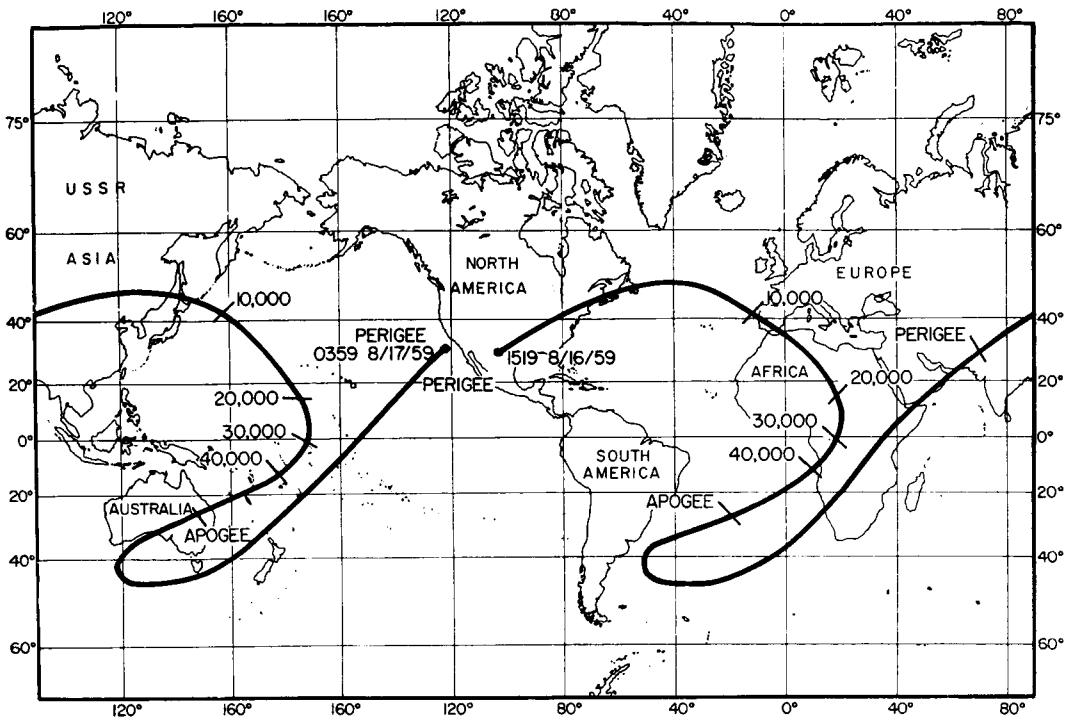 120° 160° 160° 120° 80° 40° 0° 40° 80°
75° 75°
USSR
60° 60°
ASIA
NORTH
AMERICA
EUROPE
10,000
10,000
40° 40°
PERIGEE
0359 8/17/59
PERIGEE
1519 8/16/59
PERIGEE
AFRICA
20° 20°
20,000
20,000
30,000
30,000
0° 0°
40,000
SOUTH
AMERICA
40,000
20° 20°
AUSTRALIA
APOGEE
APOGEE
40° 40°
60° 60°
120° 160° 160° 120° 80° 40° 0° 40° 80°